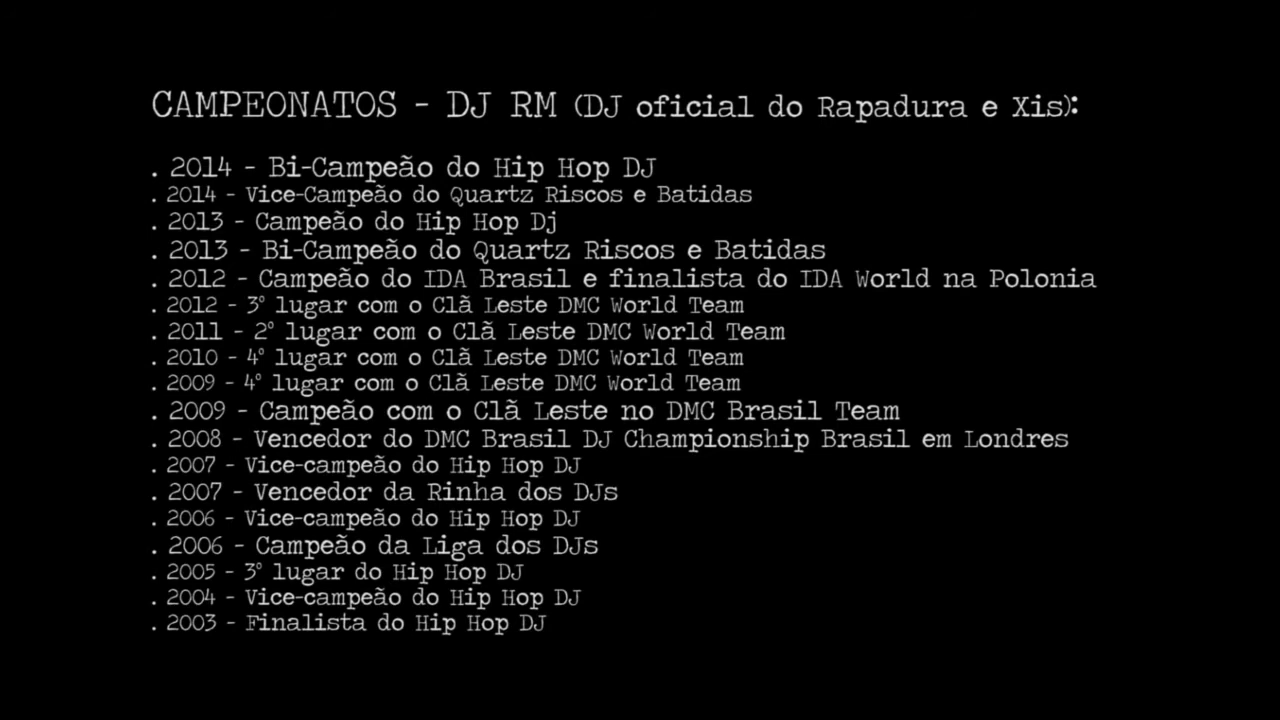 CAMPEONATOS - DJ RM (DJ oficial do Rapadura e Xis):
. 2014 - Bi-Campeão do Hip Hop DJ
. 2014 - Vice-Campeão do Quartz Riscos e Batidas
. 2013 - Campeão do Hip Hop Dj
. 2013 - Bi-Campeão do Quartz Riscos e Batidas
. 2012 - Campeão do IDA Brasil e finalista do IDA World na Polonia
. 2012 - 3º lugar com o Clã Leste DMC World Team
. 2011 - 2º lugar com o Clã Leste DMC World Team
. 2010 - 4º lugar com o Clã Leste DMC World Team
. 2009 - 4º lugar com o Clã Leste DMC World Team
. 2009 - Campeão com o Clã Leste no DMC Brasil Team
. 2008 - Vencedor do DMC Brasil DJ Championship Brasil em Londres
. 2007 - Vice-campeão do Hip Hop DJ
. 2007 - Vencedor da Rinha dos DJs
. 2006 - Vice-campeão do Hip Hop DJ
. 2006 - Campeão da Liga dos DJs
. 2005 - 3º lugar do Hip Hop DJ
. 2004 - Vice-campeão do Hip Hop DJ
. 2003 - Finalista do Hip Hop DJ